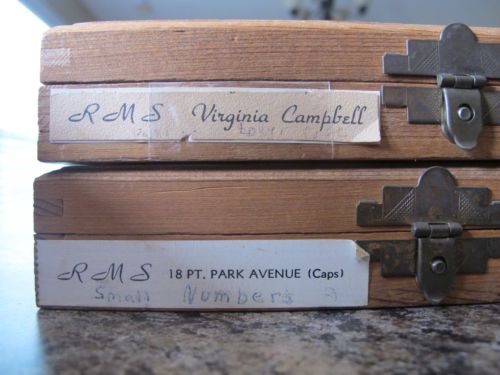 RMS Virginia Campbell
RMS 18 PT. PARK AVENUE (Caps)
Small Numbers